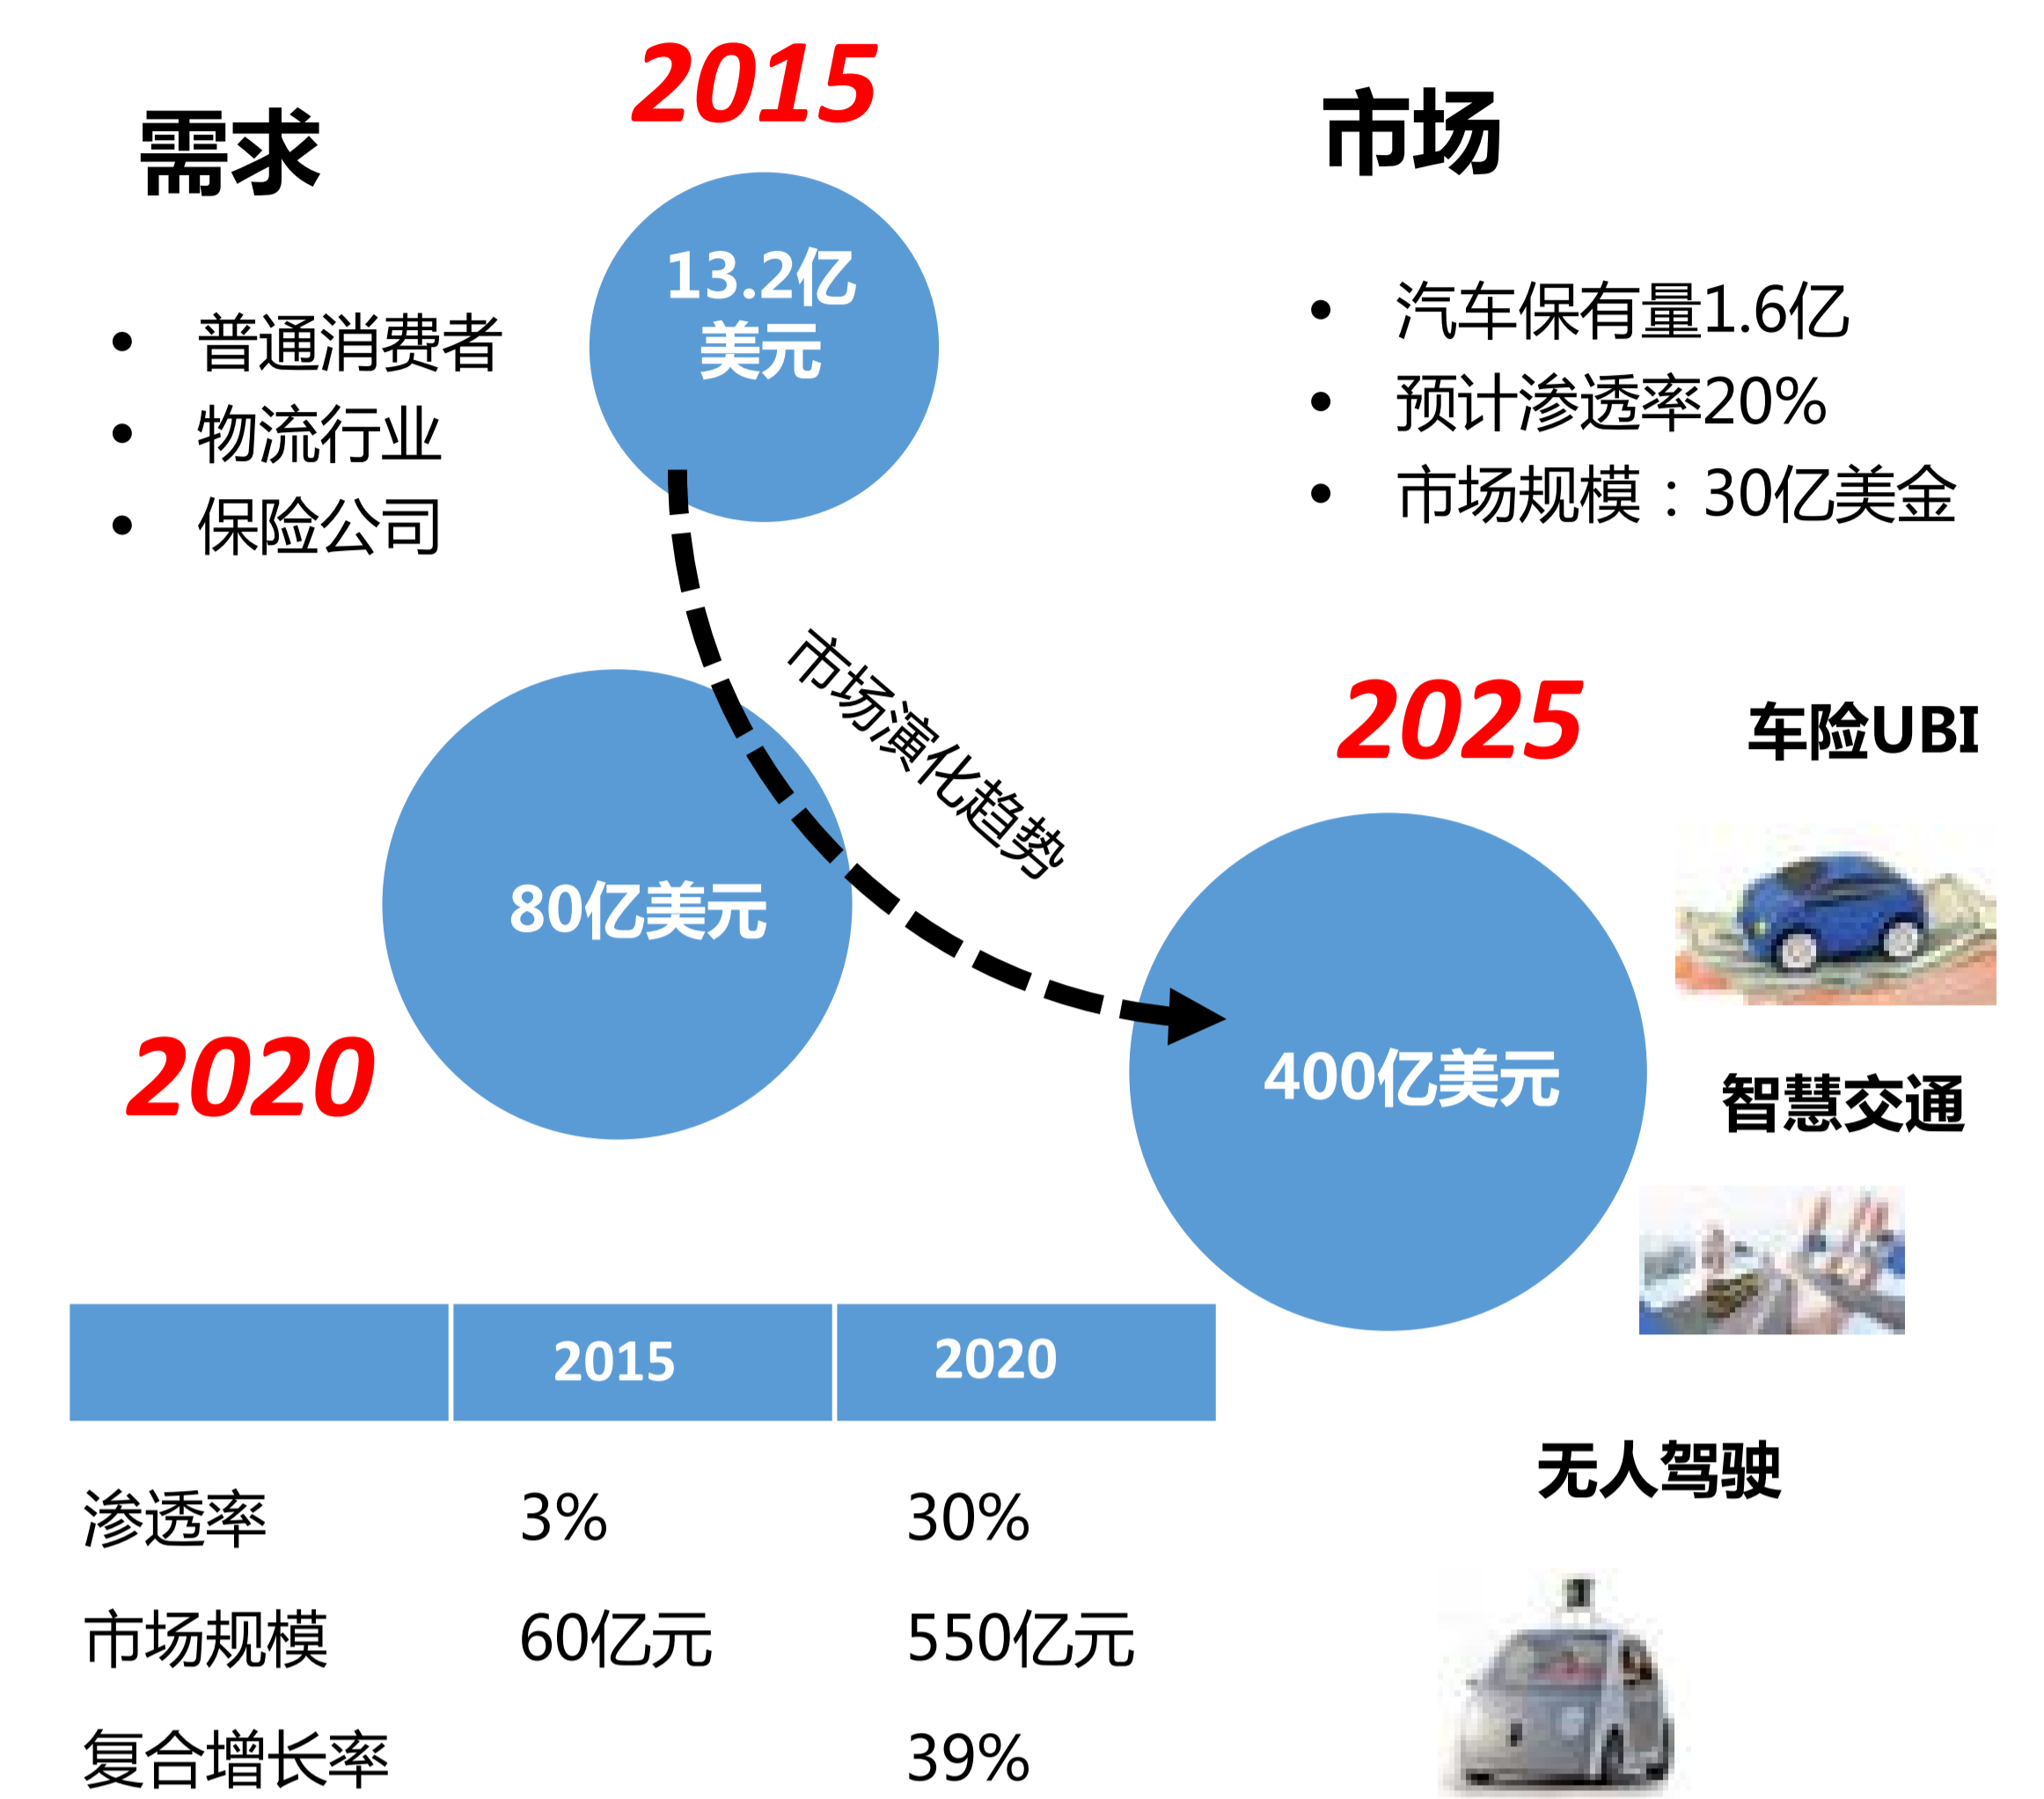 2015
需求
市场
13.2亿
美元
• 普通消费者
• 物流行业
• 保险公司
• 汽车保有量1.6亿
• 预计渗透率20%
• 市场规模：30亿美金
市场演化趋势
2025
车险UBI
80亿美元
2020
400亿美元
智慧交通
2015 2020
渗透率 3% 30%
市场规模 60亿元 550亿元
复合增长率 39%
无人驾驶